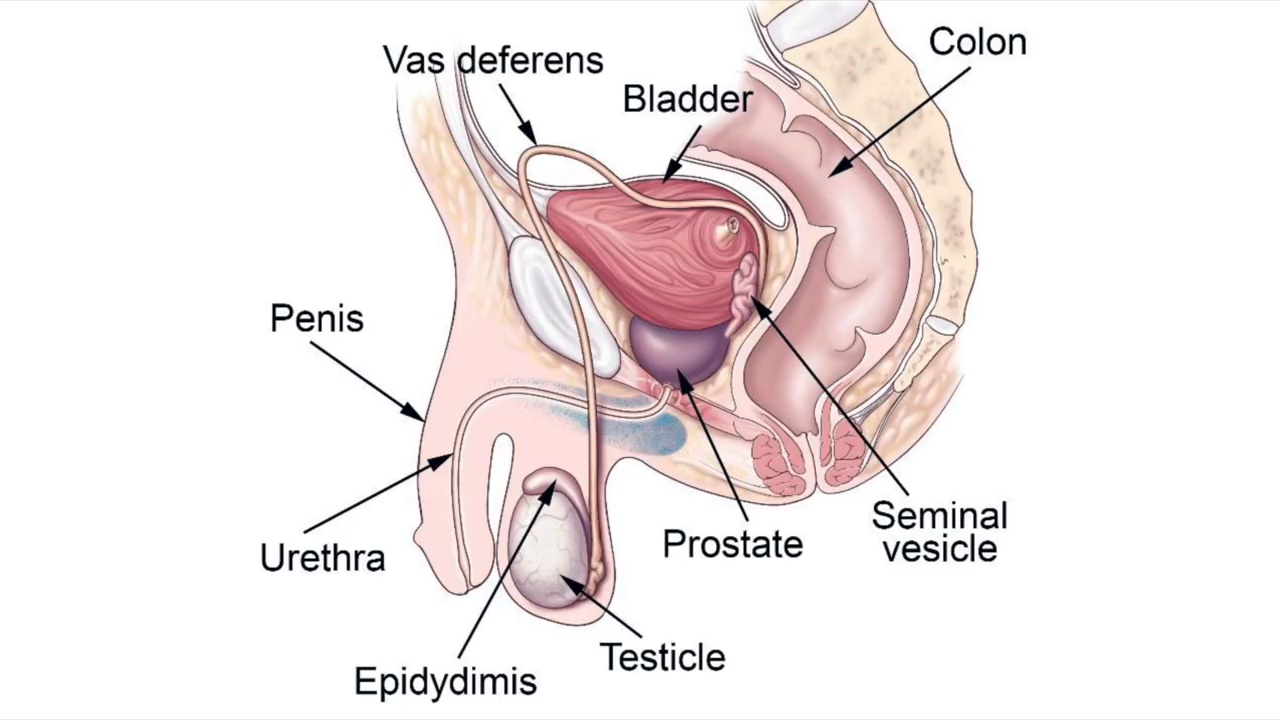 Colon
Vas deferens
Bladder
Penis
Urethra
Prostate
Seminal
vesicle
Testicle
Epidydimis